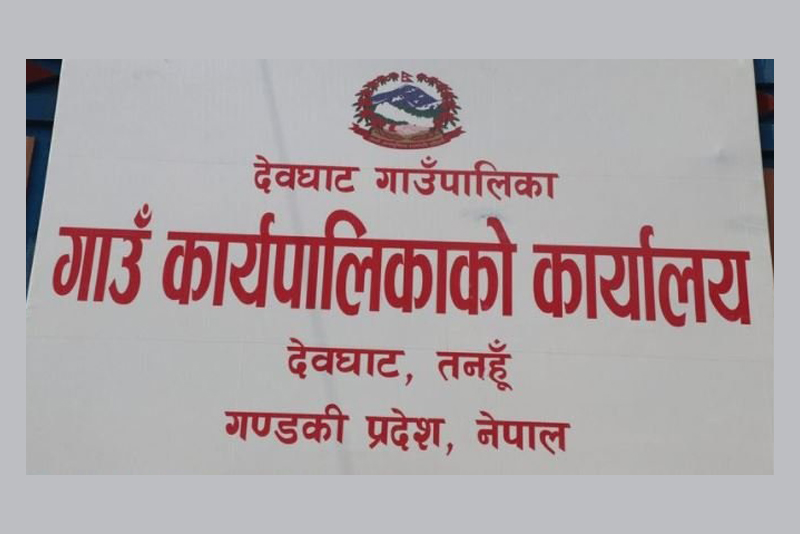 देवघाट गाउँपालिका
गाउँ कार्यपालिकाको कार्यालय
देवघाट, तनहूँ
गण्डकी प्रदेश, नेपाल